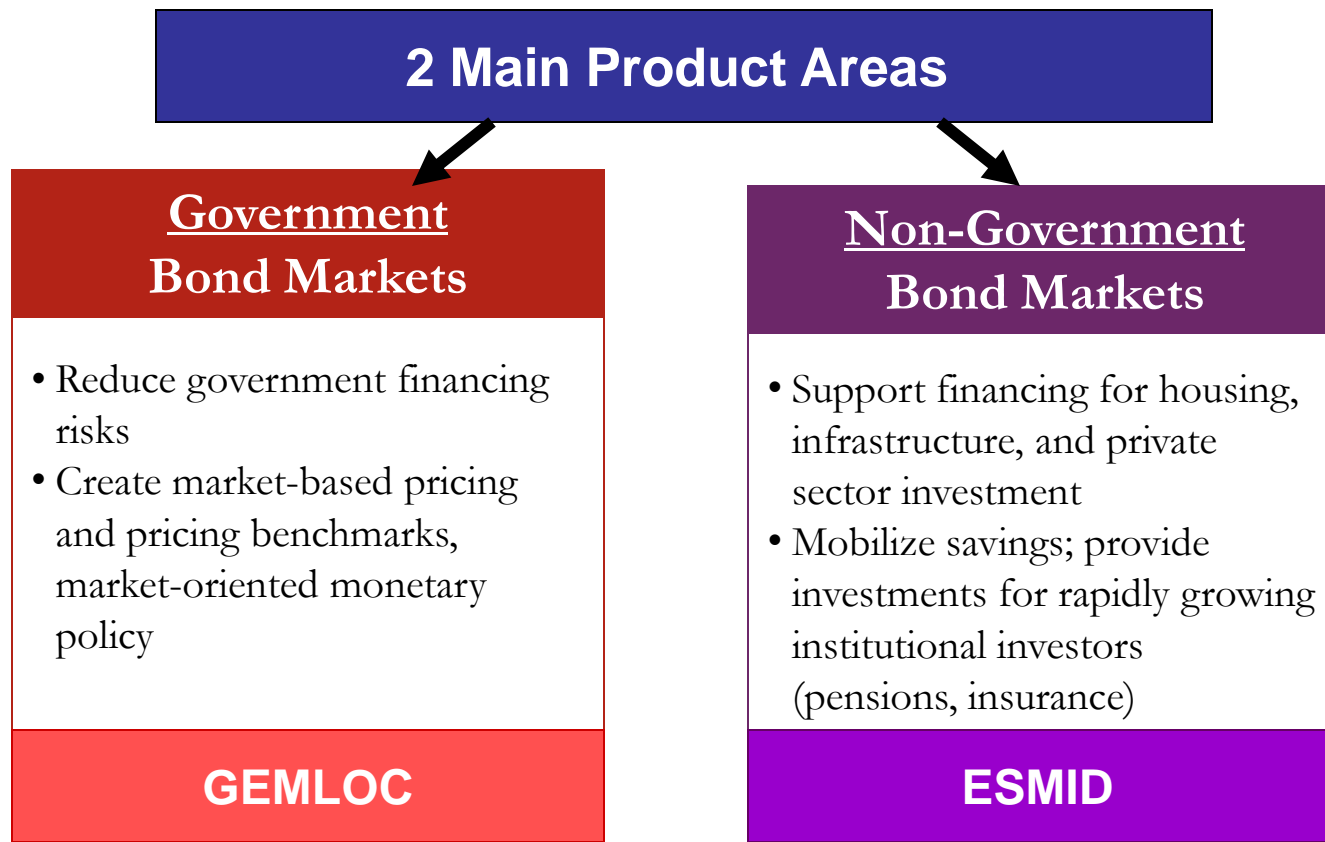 2 Main Product Areas
Government
Bond Markets
• Reduce government financing
risks
• Create market-based pricing
and pricing benchmarks,
market-oriented monetary
policy
GEMLOC
Non-Government
Bond Markets
• Support financing for housing,
infrastructure, and private
sector investment
• Mobilize savings; provide
investments for rapidly growing
institutional investors
(pensions, insurance)
ESMID